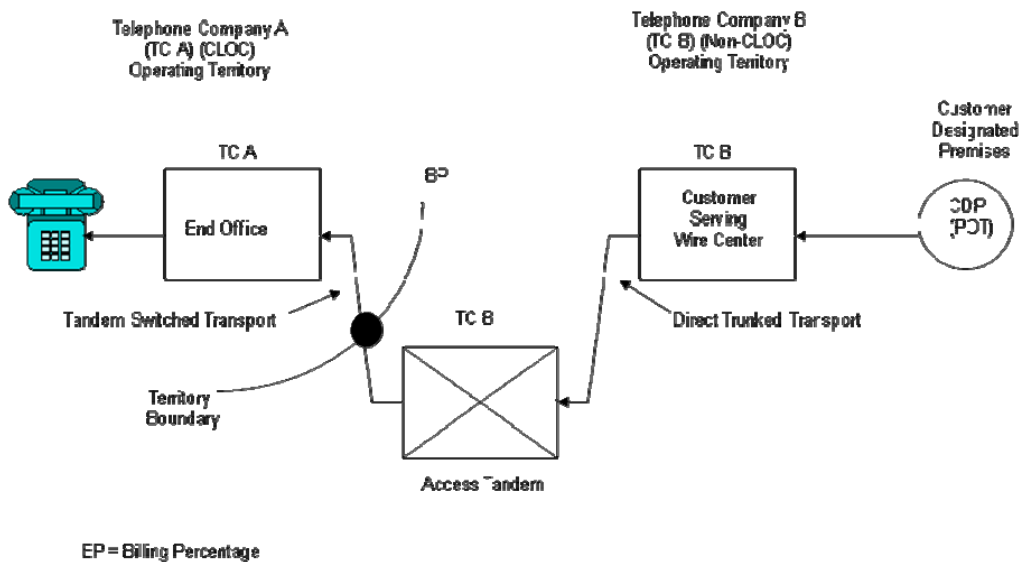 Telephone Company A
(TC A) (CLOC)
Operating Territory
Telephone Company B
(TC B) (Non-CLOC)
Operating Territory
Customer
Designated
Premises
TC A
BP
TC B
End Office
Customer
Serving
Wire Center
CDP
(POT)
Tandem Switched Transport
TC B
Direct Trunked Transport
Territory
Boundary
Access Tandem
BP = Billing Percentage